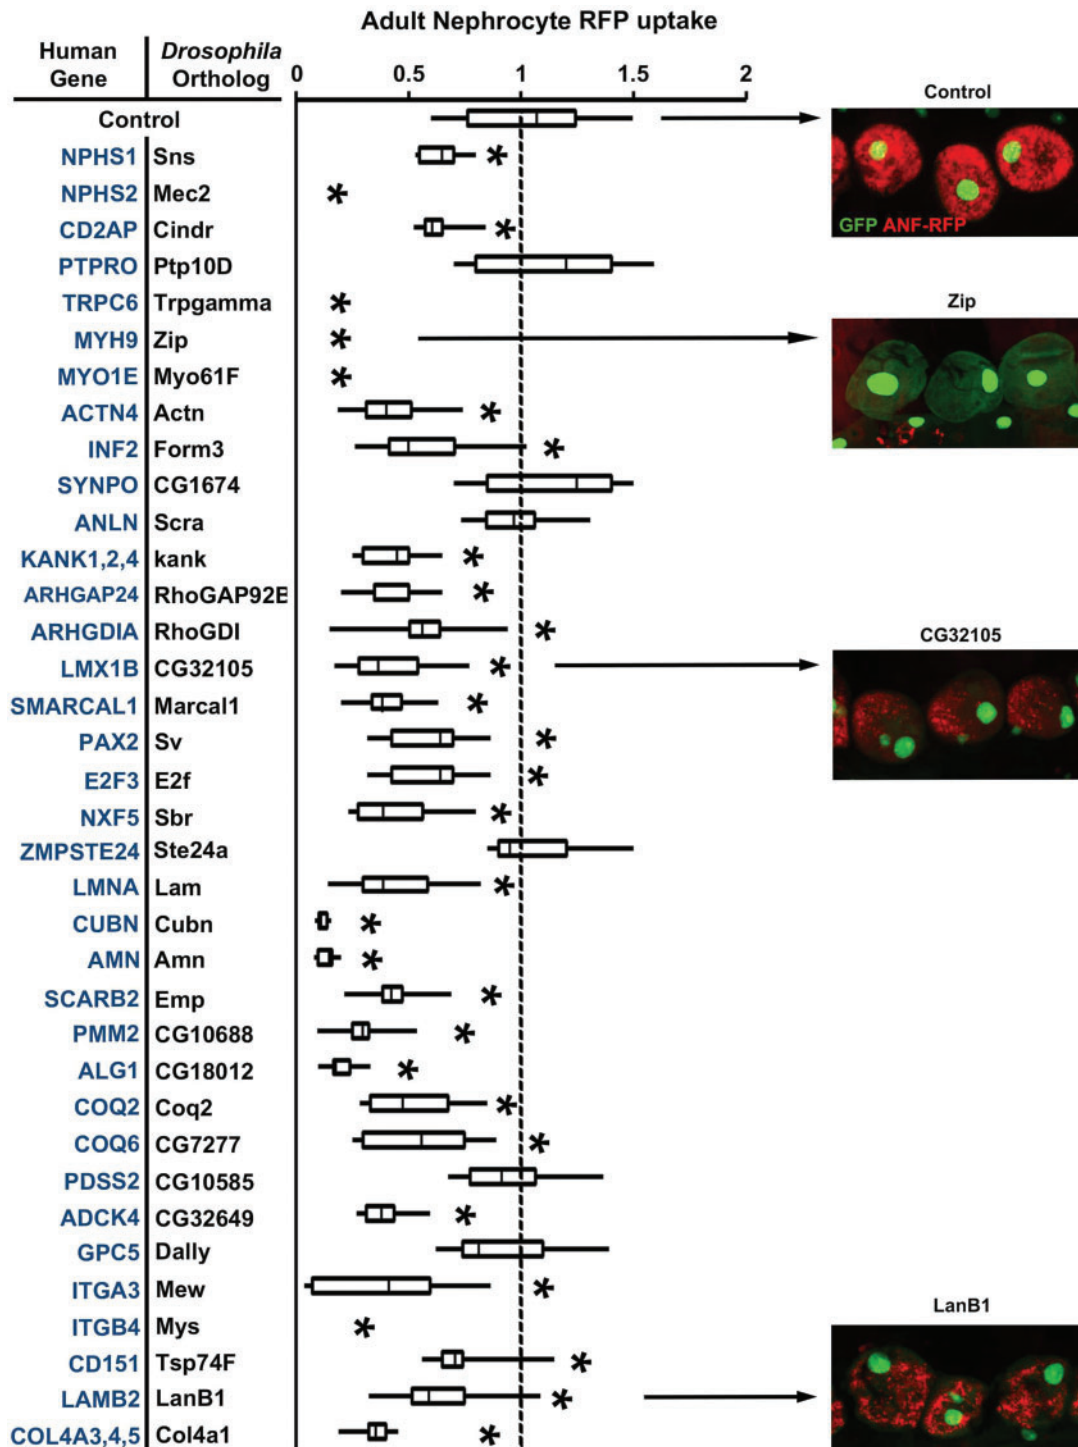 Adult Nephrocyte RFP uptake
Human Gene Drosophila Ortholog
0 0.5 1 1.5 2
Control
NPHS1 Sns *
NPHS2 Mec2 *
CD2AP Cindr *
PTPRO Ptp10D
TRPC6 Trpgamma *
MYH9 Zip *
MYO1E Myo61F *
ACTN4 Actn *
INF2 Form3 *
SYNPO CG1674
ANLN Scra
KANK1,2,4 kank *
ARHGAP24 RhoGAP92B *
ARHGDIA RhoGDI *
LMX1B CG32105 *
SMARCAL1 Marcal1 *
PAX2 Sv *
E2F3 E2f *
NXF5 Sbr *
ZMPSTE24 Ste24a
LMNA Lam *
CUBN Cubn *
AMN Amn *
SCARB2 Emp *
PMM2 CG10688 *
ALG1 CG18012 *
COQ2 Coq2 *
COQ6 CG7277 *
PDSS2 CG10585
ADCK4 CG32649 *
GPC5 Dally
ITGA3 Mew *
ITGB4 Mys *
CD151 Tsp74F *
LAMB2 LanB1 *
COL4A3,4,5 Col4a1 *
Control
GFP ANF-RFP
Zip
CG32105
LanB1